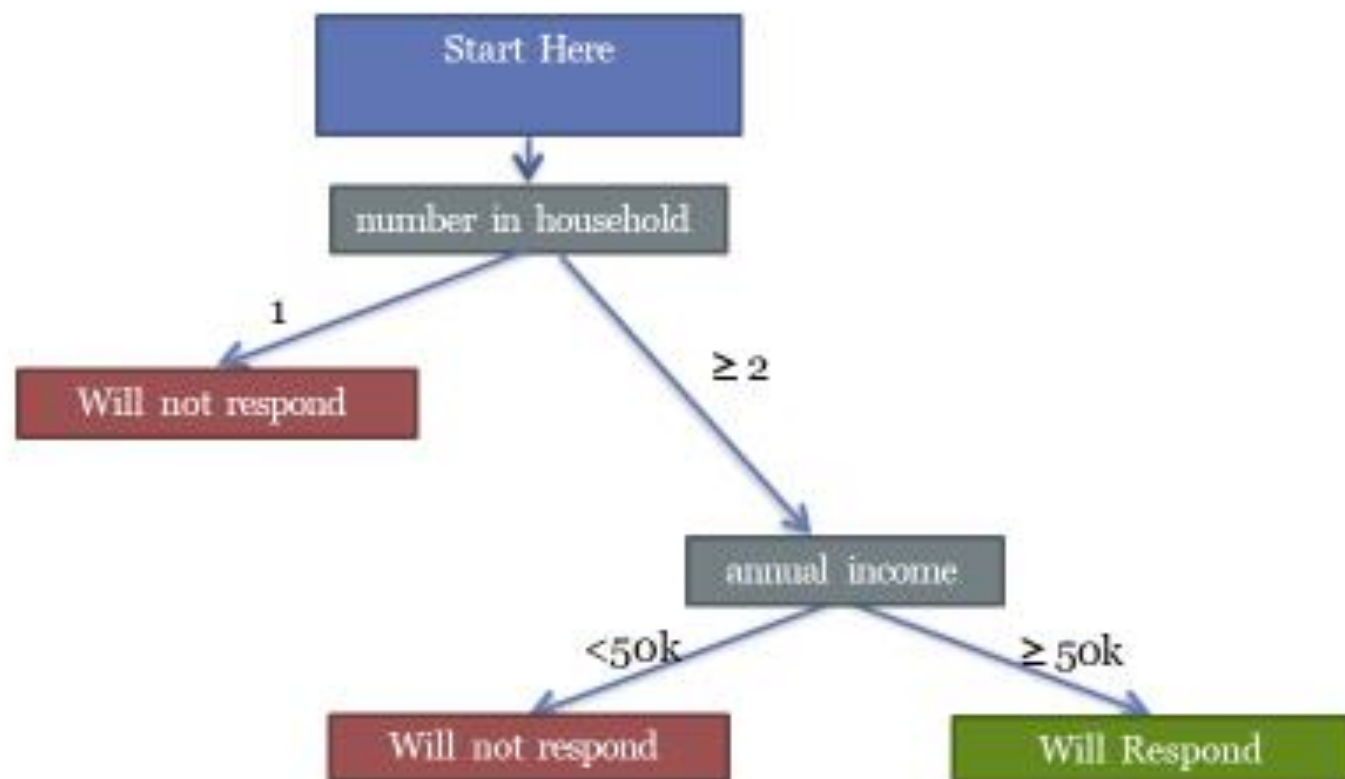 Start Here
number in household
1
≥ 2
Will not respond
annual income
<50k
≥ 50k
Will not respond
Will Respond